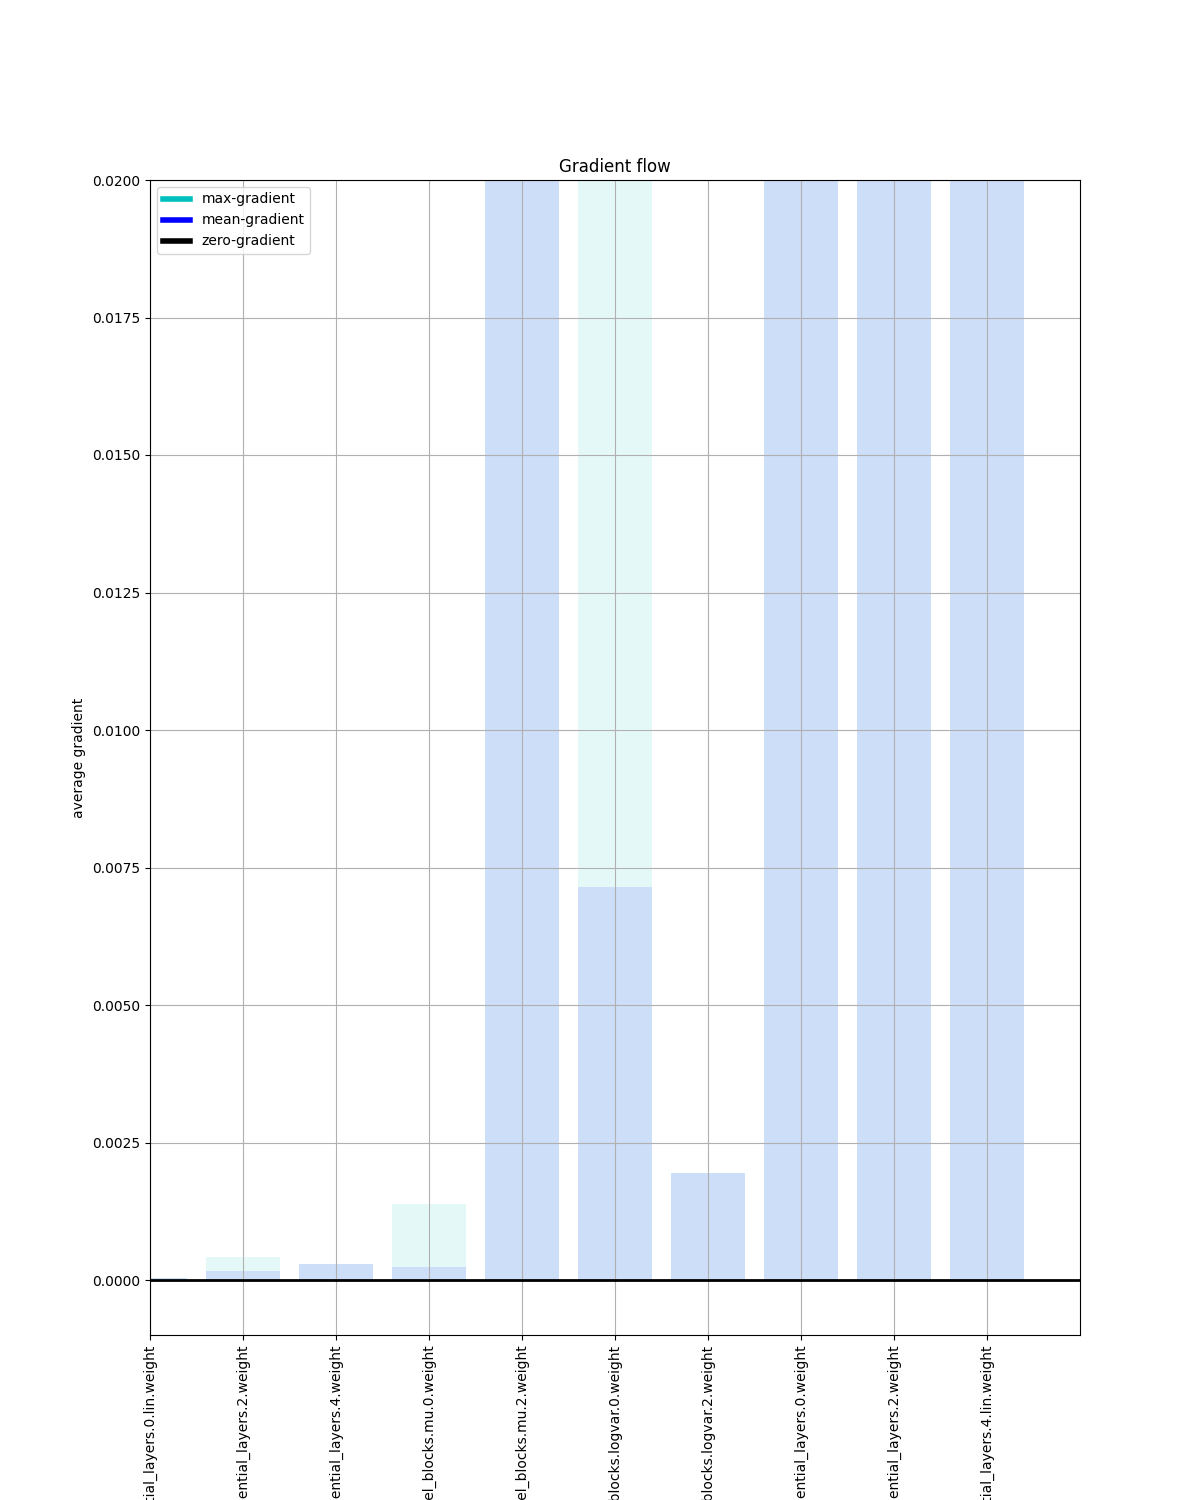 Gradient flow
max-gradient
mean-gradient
zero-gradient
0.0200
0.0175
0.0150
0.0125
0.0100
0.0075
0.0050
0.0025
0.0000
average gradient
tial_layers.0.lin.weight
ential_layers.2.weight
ential_layers.4.weight
el_blocks.mu.0.weight
el_blocks.mu.2.weight
blocks.logvar.0.weight
blocks.logvar.2.weight
ential_layers.0.weight
ential_layers.2.weight
tial_layers.4.lin.weight